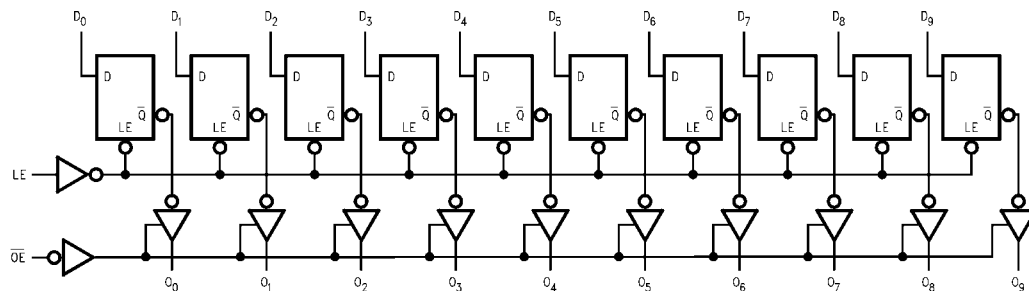 D₀ D₁ D₂ D₃ D₄ D₅ D₆ D₇ D₈ D₉
D D D D D D D D D D
Q̅ Q̅ Q̅ Q̅ Q̅ Q̅ Q̅ Q̅ Q̅ Q̅
LE LE LE LE LE LE LE LE LE LE
LE
O̅E̅
O₀ O₁ O₂ O₃ O₄ O₅ O₆ O₇ O₈ O₉